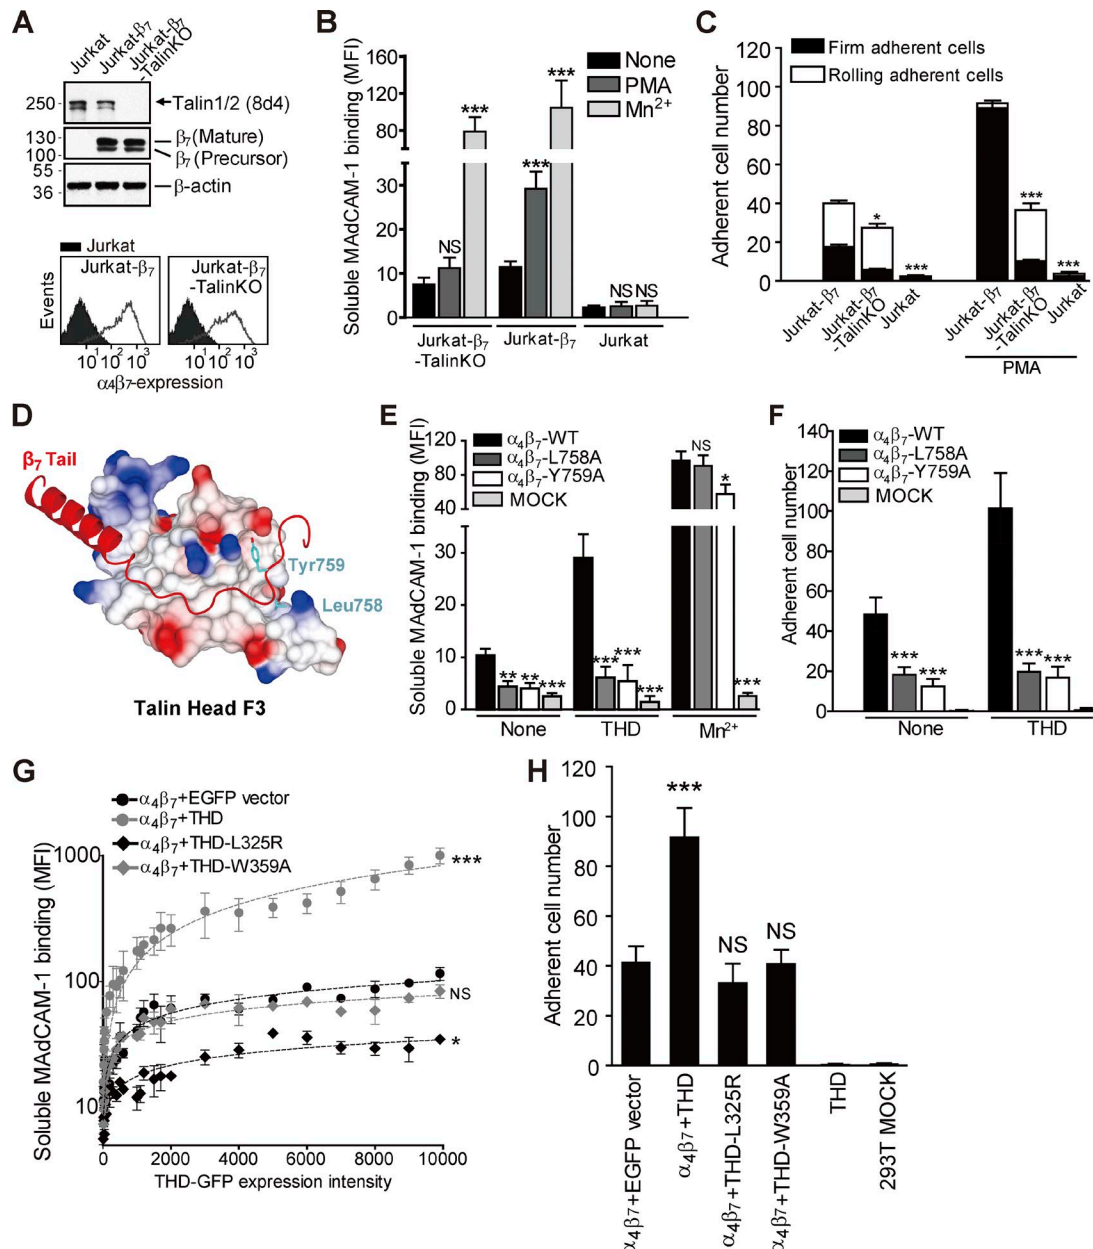 A
Jurkat
Jurkat-β7
Jurkat-β7
-TalinKO
250
Talin1/2 (8d4)
130
β7 (Mature)
100
β7 (Precursor)
55
36
β-actin
Jurkat
Jurkat-β7
Jurkat-β7
-TalinKO
Events
10¹ 10² 10³
10¹ 10² 10³
α4β7-expression
B
Soluble MAdCAM-1 binding (MFI)
None
PMA
Mn²⁺
160
120
80
40
30
20
10
0
***
NS
***
***
NS NS
Jurkat-β7
-TalinKO
Jurkat-β7
Jurkat
C
Adherent cell number
Firm adherent cells
Rolling adherent cells
120
100
80
60
40
20
0
*
***
***
***
Jurkat-β7
Jurkat-β7
-TalinKO
Jurkat
Jurkat-β7
Jurkat-β7
-TalinKO
Jurkat
PMA
D
β7 Tail
Tyr759
Leu758
Talin Head F3
E
Soluble MAdCAM-1 binding (MFI)
α4β7-WT
α4β7-L758A
α4β7-Y759A
MOCK
120
100
80
60
40
30
20
10
0
** ** ***
*** *** ***
NS
*
***
None
THD
Mn²⁺
F
Adherent cell number
α4β7-WT
α4β7-L758A
α4β7-Y759A
MOCK
140
120
100
80
60
40
20
0
*** ***
*** ***
None
THD
G
Soluble MAdCAM-1 binding (MFI)
α4β7+EGFP vector
α4β7+THD
α4β7+THD-L325R
α4β7+THD-W359A
1000
100
10
***
NS
*
0 2000 4000 6000 8000 10000
THD-GFP expression intensity
H
Adherent cell number
120
100
80
60
40
20
0
***
NS
NS
α4β7+EGFP vector
α4β7+THD
α4β7+THD-L325R
α4β7+THD-W359A
THD
293T MOCK